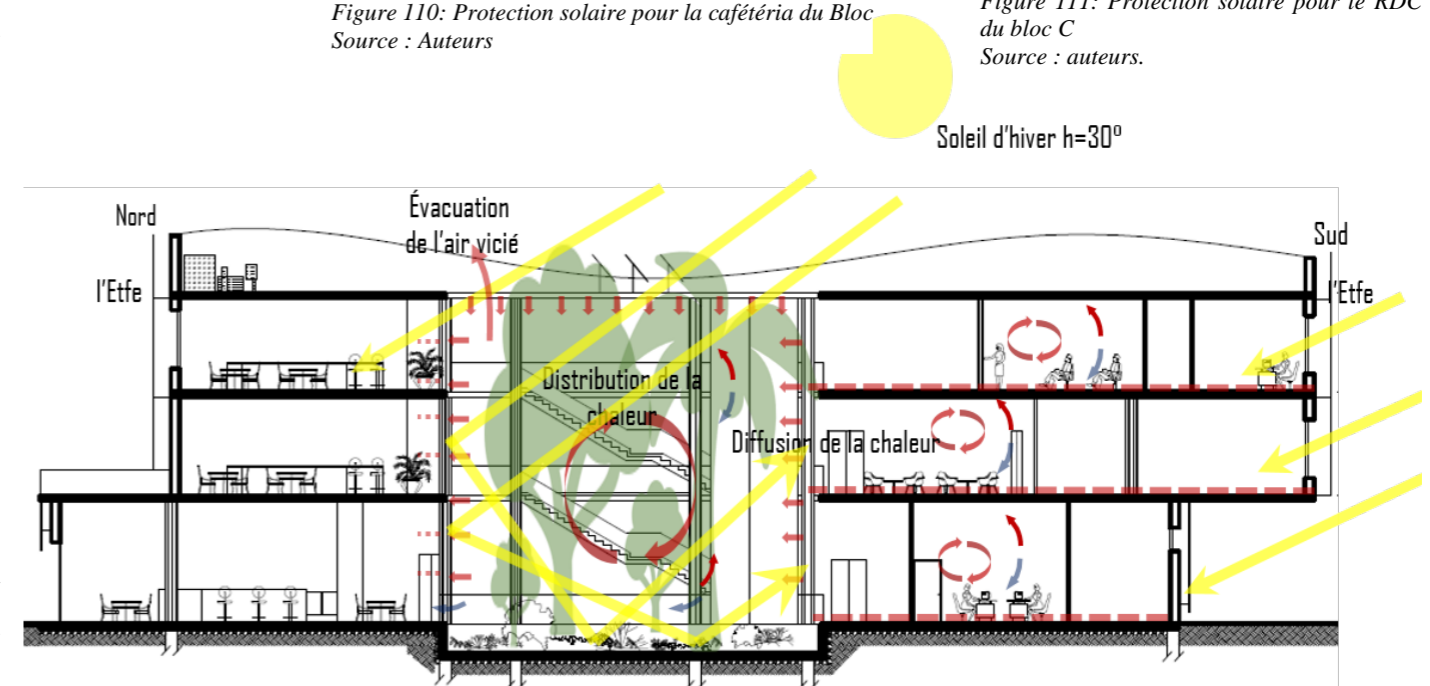 Figure 110: Protection solaire pour la cafétéria du Bloc
Source : Auteurs
Figure 111: Protection solaire pour le RDC
du bloc C
Source : auteurs.
Soleil d'hiver h=30°
Nord
Évacuation
de l'air vicié
Sud
l'Etfe
l'Etfe
Distribution de la
chaleur
Diffusion de la chaleur